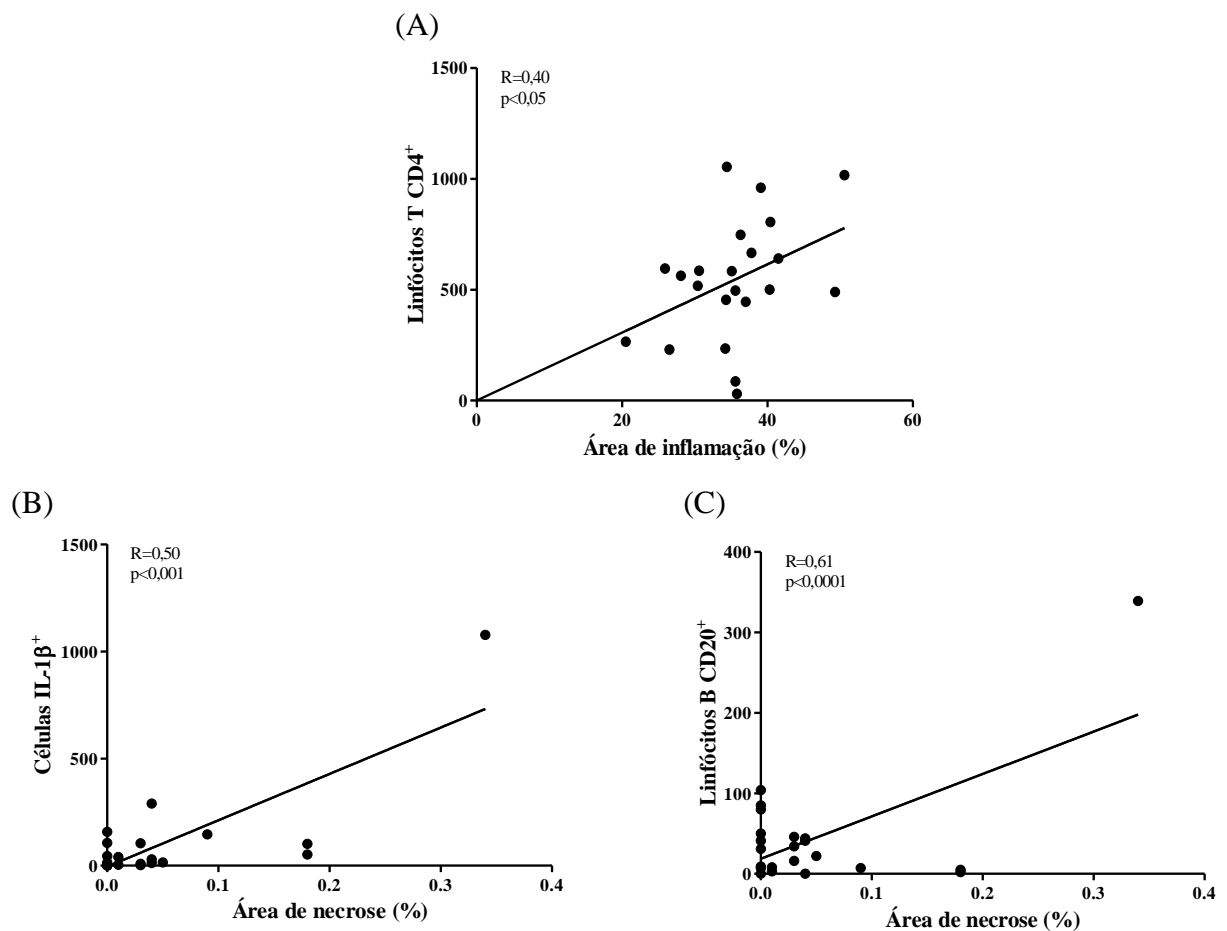 (A)
R=0,40
p<0,05
1500
1000
500
0
Linfócitos T CD4+
0
20
40
60
Área de inflamação (%)
(B)
R=0,50
p<0,001
1500
1000
500
0
Células IL-1β+
0.0
0.1
0.2
0.3
0.4
Área de necrose (%)
(C)
R=0,61
p<0,0001
400
300
200
100
0
Linfócitos B CD20+
0.0
0.1
0.2
0.3
0.4
Área de necrose (%)